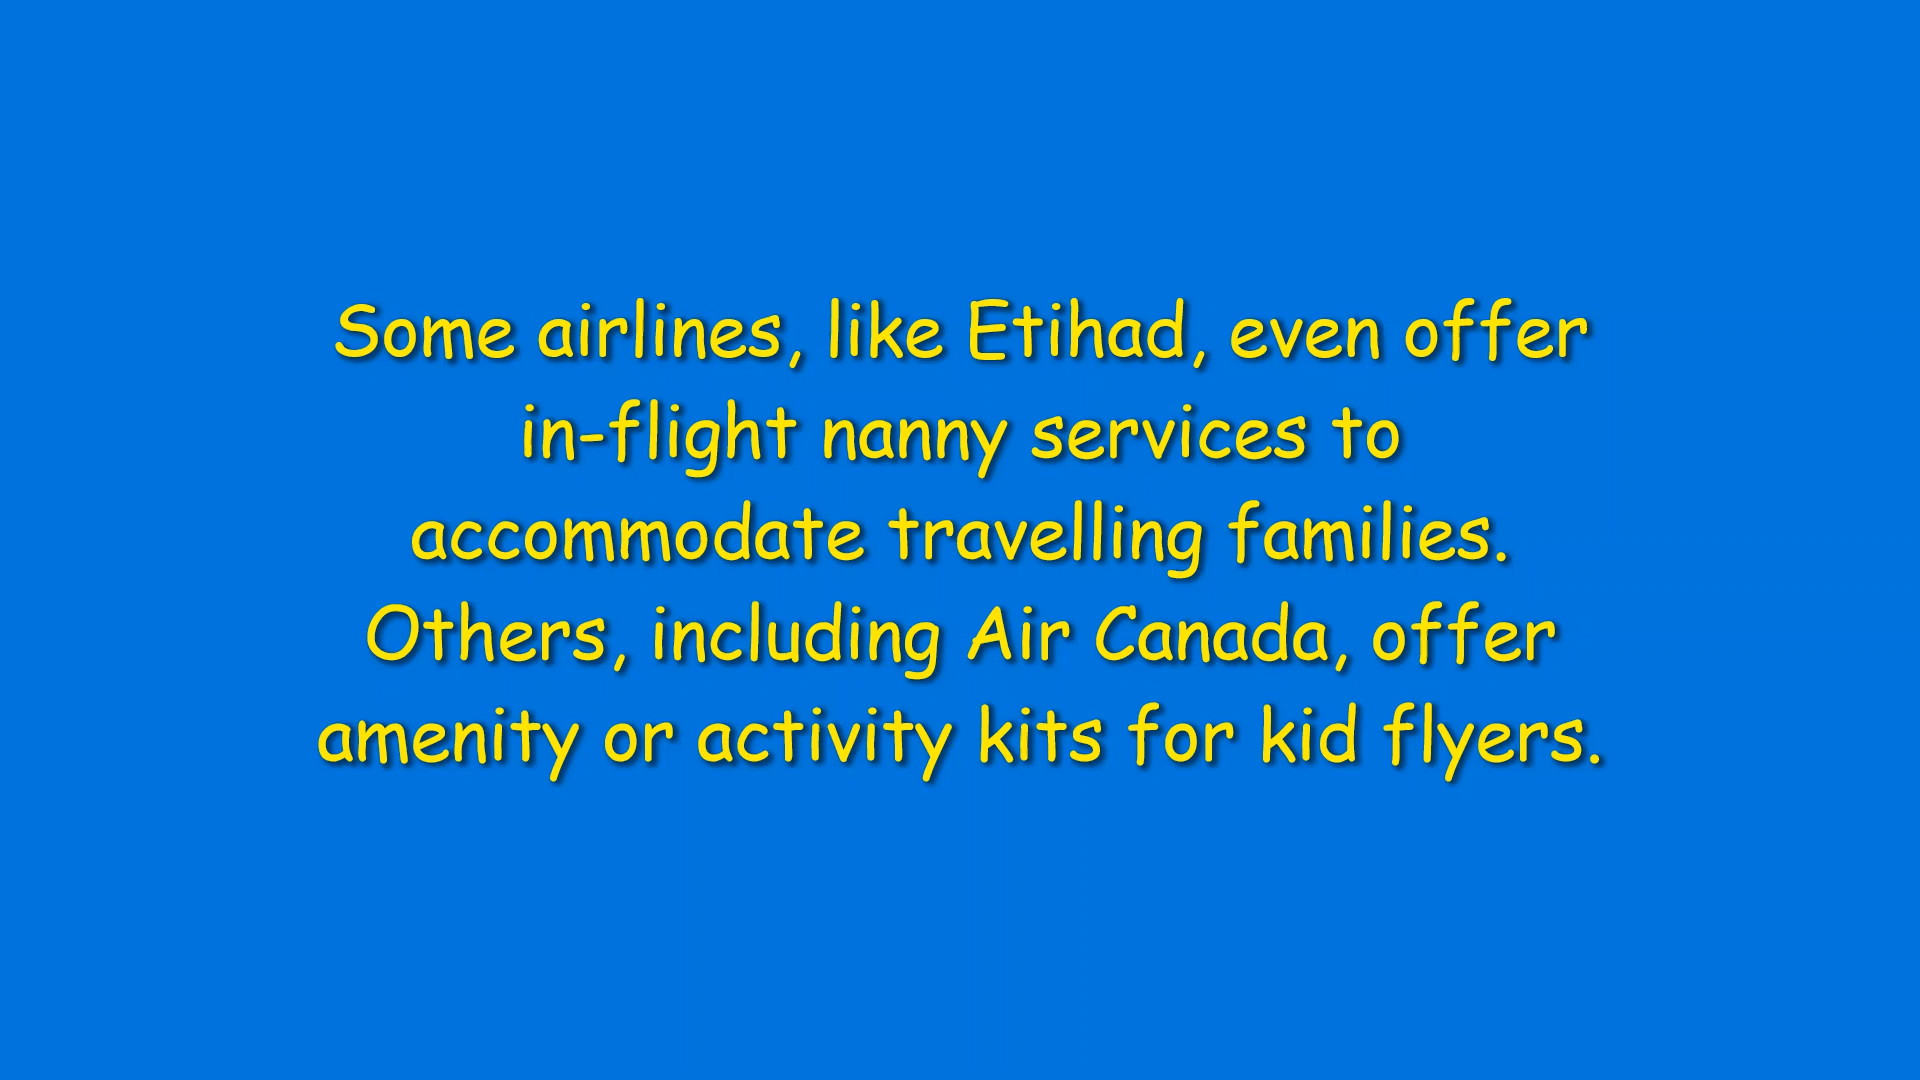 Some airlines, like Etihad, even offer
in-flight nanny services to
accommodate travelling families.
Others, including Air Canada, offer
amenity or activity kits for kid flyers.